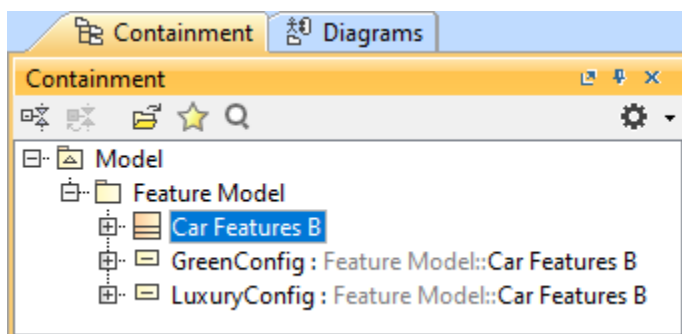 Containment Diagrams
Containment
Model
Feature Model
Car Features B
GreenConfig : Feature Model::Car Features B
LuxuryConfig : Feature Model::Car Features B